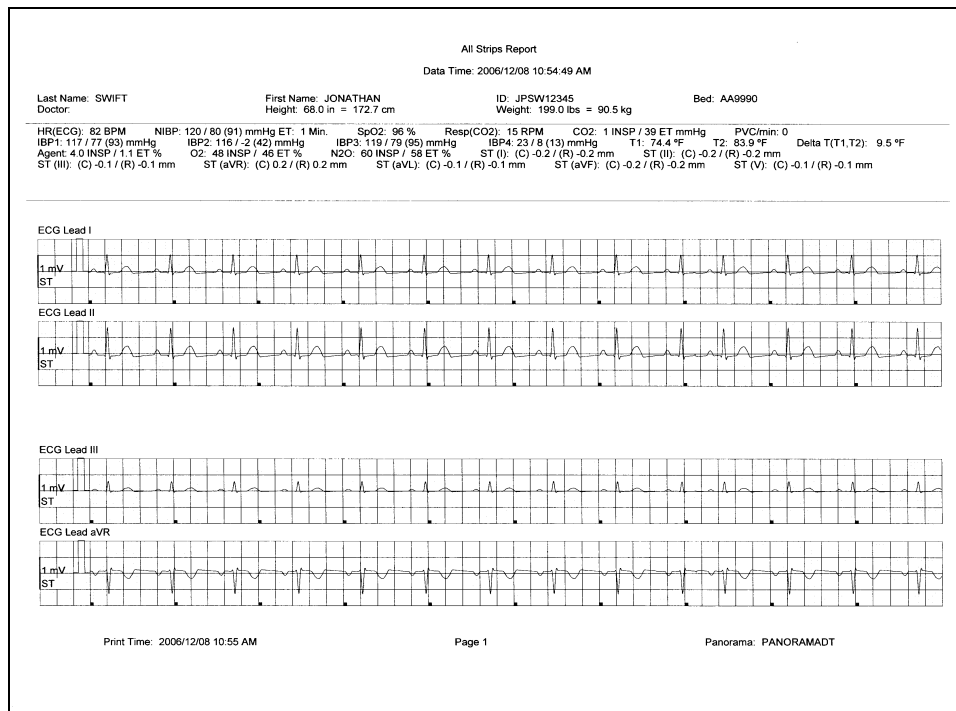 All Strips Report
Data Time: 2006/12/08 10:54:49 AM
Last Name: SWIFT First Name: JONATHAN ID: JPSW12345 Bed: AA9990
Doctor: Height: 68.0 in = 172.7 cm Weight: 199.0 lbs = 90.5 kg
HR(ECG): 82 BPM NIBP: 120 / 80 (91) mmHg ET: 1 Min. SpO2: 96 % Resp(CO2): 15 RPM CO2: 1 INSP / 39 ET mmHg PVC/min: 0
IBP1: 117 / 77 (93) mmHg IBP2: 116 / -2 (42) mmHg IBP3: 119 / 79 (95) mmHg IBP4: 23 / 8 (13) mmHg T1: 74.4 °F T2: 83.9 °F Delta T(T1,T2): 9.5 °F
Agent: 4.0 INSP / 1.1 ET % O2: 48 INSP / 46 ET % N2O: 60 INSP / 58 ET % ST (I): (C) -0.2 / (R) -0.2 mm ST (II): (C) -0.2 / (R) -0.2 mm
ST (III): (C) -0.1 / (R) -0.1 mm ST (aVR): (C) 0.2 / (R) 0.2 mm ST (aVL): (C) -0.1 / (R) -0.1 mm ST (aVF): (C) -0.2 / (R) -0.2 mm ST (V): (C) -0.1 / (R) -0.1 mm
ECG Lead I
1 mV
ST
ECG Lead II
1 mV
ST
ECG Lead III
1 mV
ST
ECG Lead aVR
1 mV
ST
Print Time: 2006/12/08 10:55 AM Page 1 Panorama: PANORAMADT